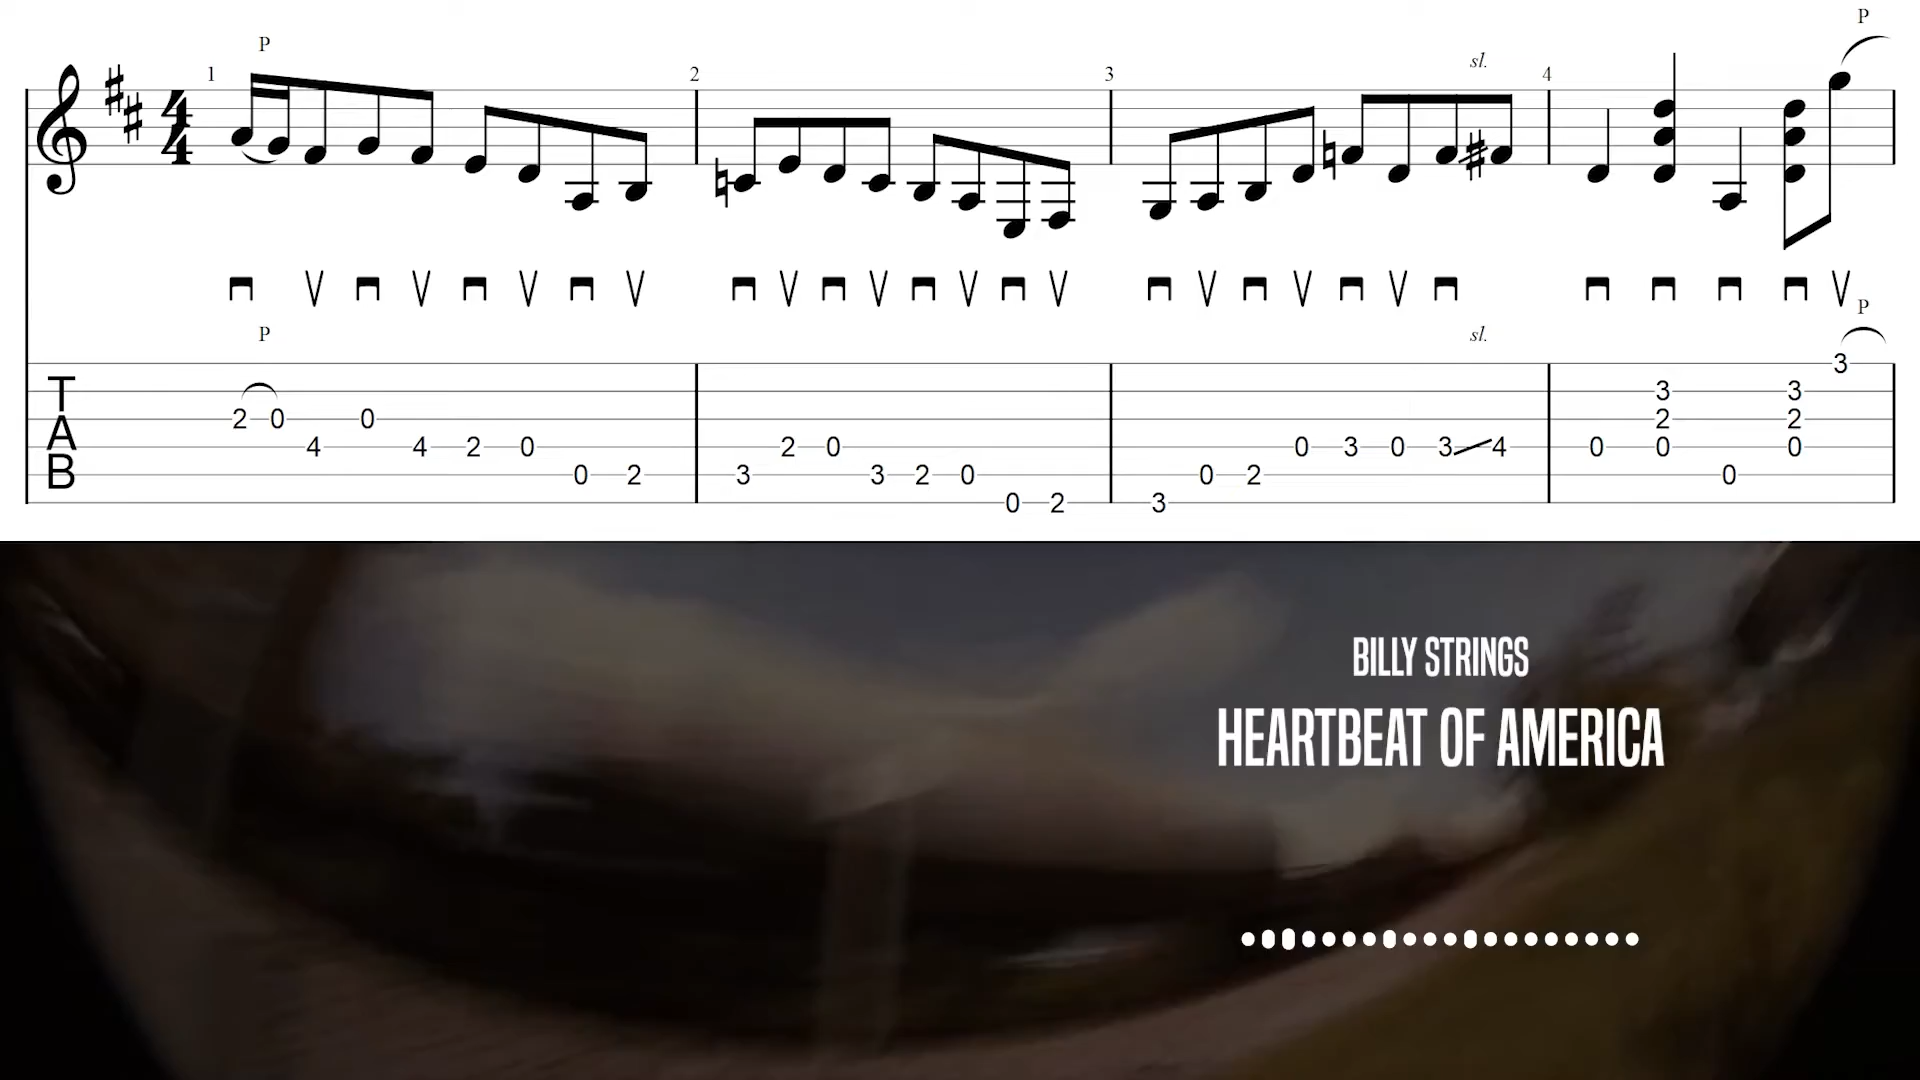 P
1 2 3 sl. 4 P
4
4
P sl. P
T
A
B
3
3 3
2 0 0 2 2
4 4 2 0 2 0 0 3 0 3 4 0 0 0
0 2 3 3 2 0 0 2 0
0 2 3
BILLY STRINGS
HEARTBEAT OF AMERICA